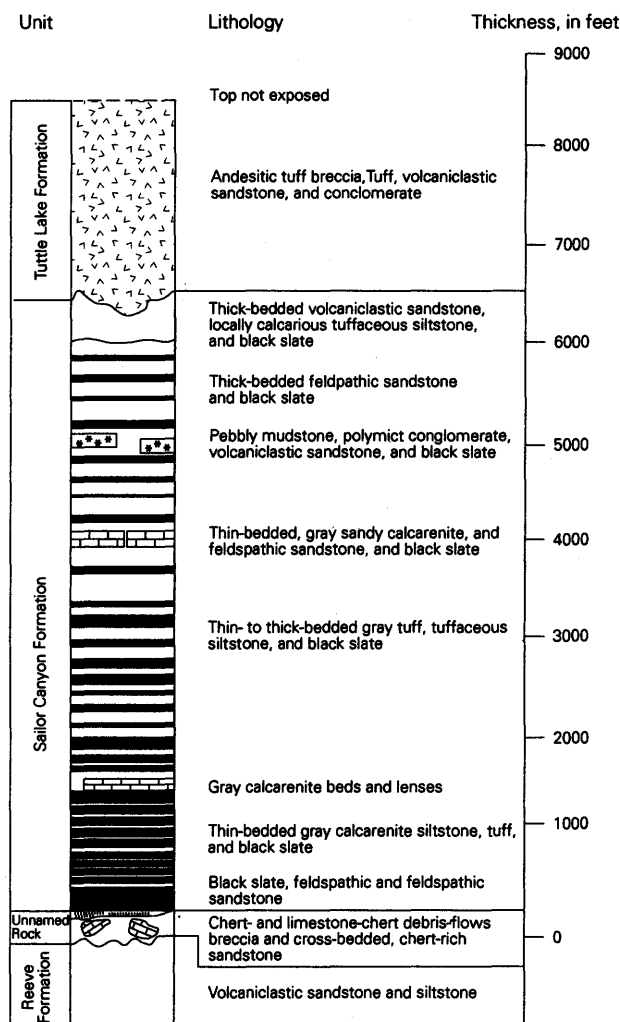 Unit Lithology Thickness, in feet
9000
Top not exposed
8000
Tuttle Lake Formation
Andesitic tuff breccia,Tuff, volcaniclastic
sandstone, and conclomerate
7000
Thick-bedded volcaniclastic sandstone,
locally calcarious tuffaceous siltstone,
and black slate
6000
Thick-bedded feldpathic sandstone
and black slate
Pebbly mudstone, polymict conglomerate,
volcaniclastic sandstone, and black slate
5000
Thin-bedded, gray sandy calcarenite, and
feldspathic sandstone, and black slate
4000
Sailor Canyon Formation
Thin- to thick-bedded gray tuff, tuffaceous
siltstone, and black slate
3000
2000
Gray calcarenite beds and lenses
1000
Thin-bedded gray calcarenite siltstone, tuff,
and black slate
Black slate, feldspathic and feldspathic
sandstone
Unnamed
Rock
Chert- and limestone-chert debris-flows
breccia and cross-bedded, chert-rich
sandstone
0
Reeve
Formation
Volcaniclastic sandstone and siltstone